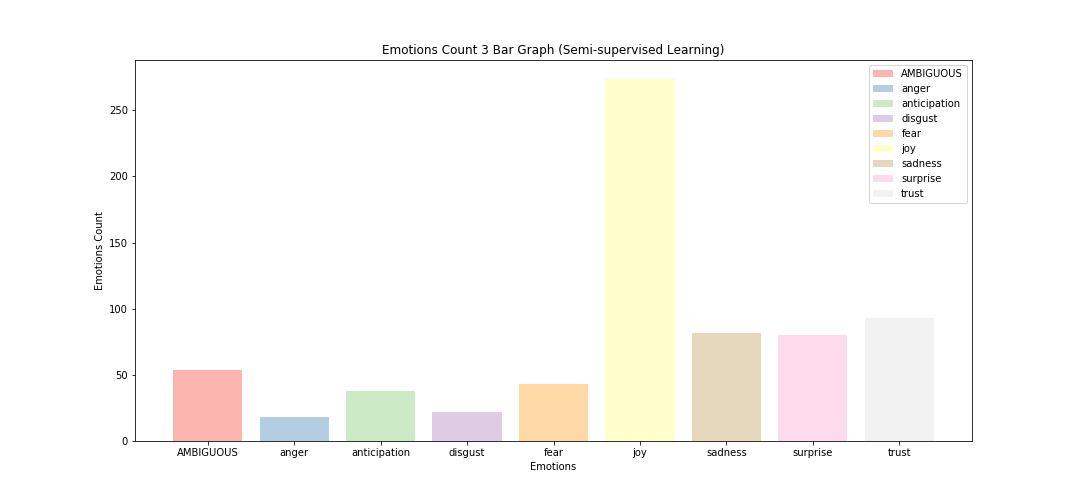 Emotions Count 3 Bar Graph (Semi-supervised Learning)
AMBIGUOUS
anger
anticipation
disgust
fear
joy
sadness
surprise
trust
Emotions Count
250
200
150
100
50
0
AMBIGUOUS anger anticipation disgust fear joy sadness surprise trust
Emotions